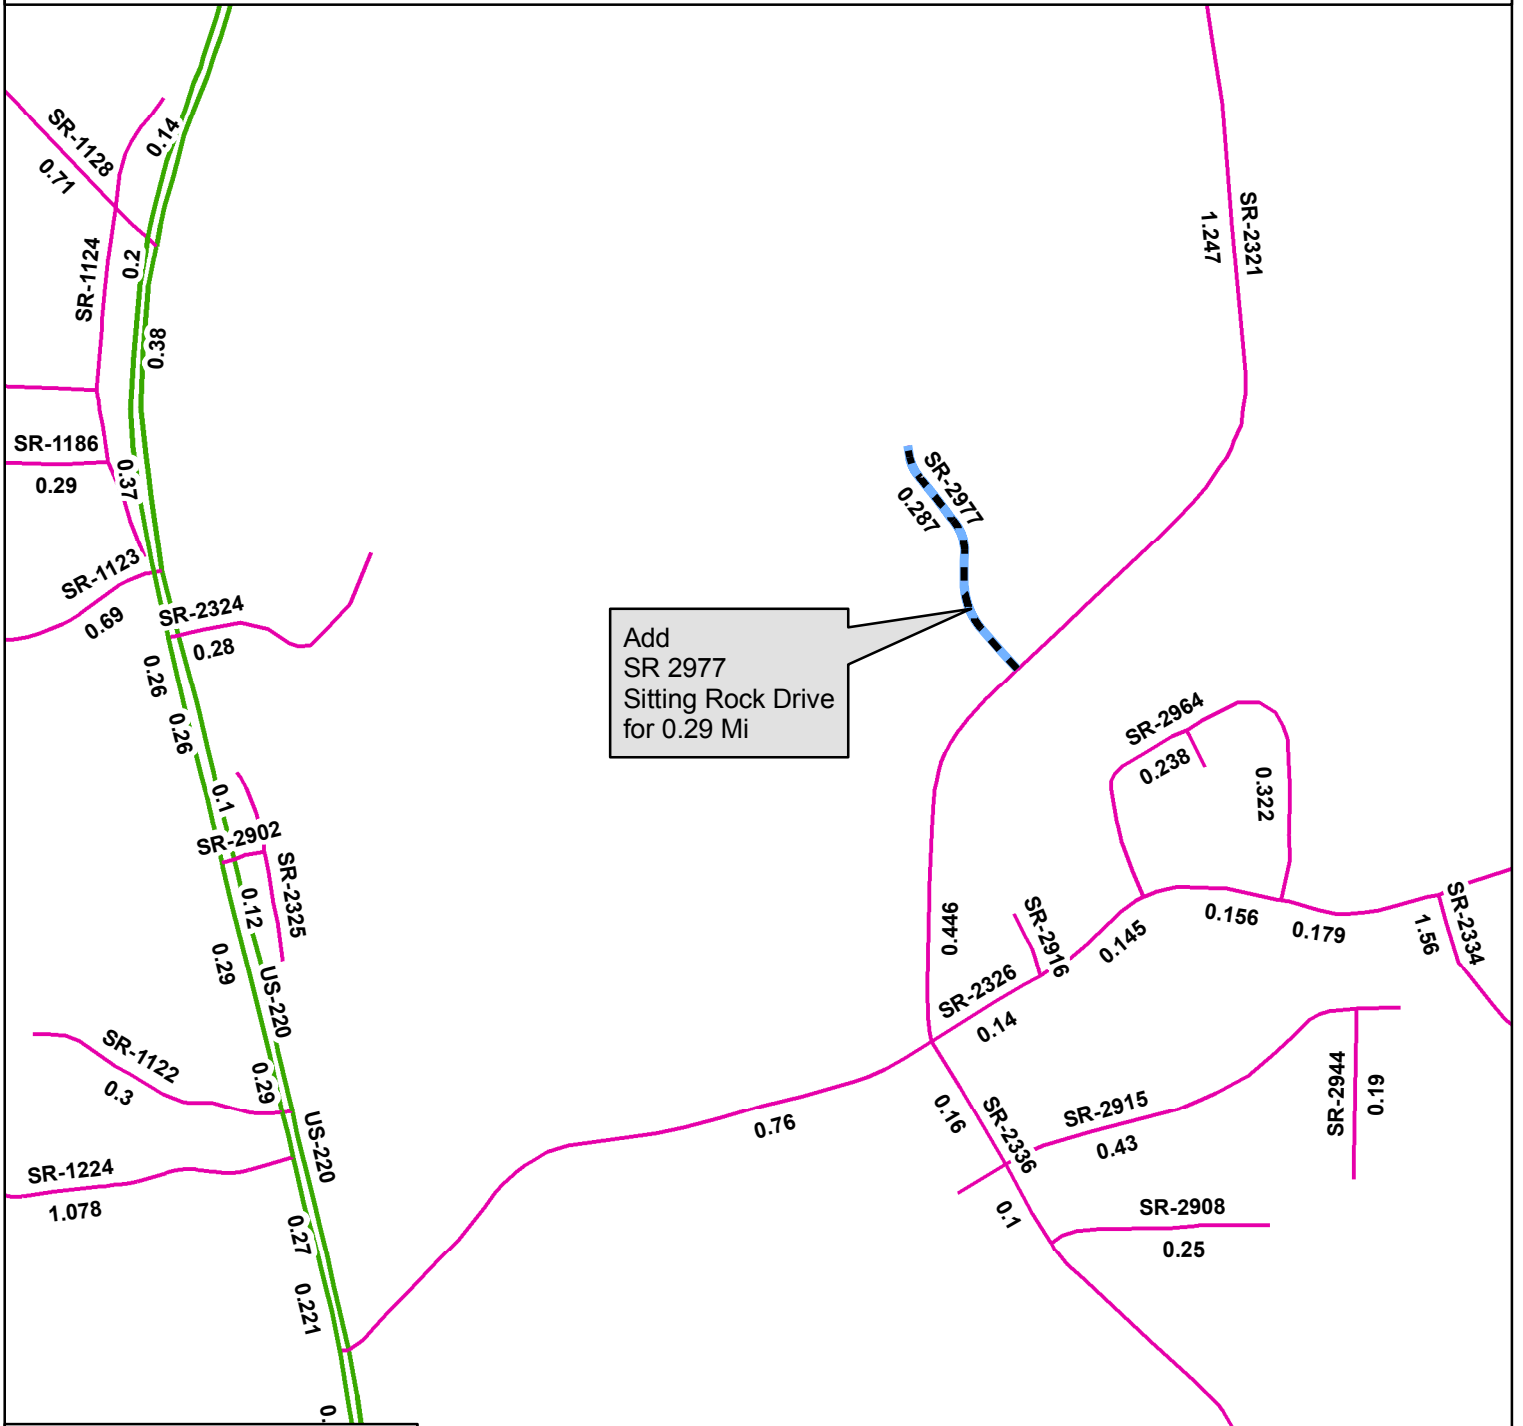 SR-1128
0.71
0.14
SR-1124
0.2
0.38
SR-2321
1.247
SR-1186
0.29
0.37
SR-2977
0.287
SR-1123
0.69
SR-2324
0.28
Add
SR 2977
Sitting Rock Drive
for 0.29 Mi
0.26
0.26
0.1
SR-2902
SR-2325
0.12
0.29
US-220
SR-2964
0.238
0.322
0.446
SR-2916
SR-2326
0.14
0.145
0.156
0.179
1.56
SR-2334
SR-1122
0.3
0.29
US-220
SR-1224
1.078
0.27
0.221
0.
0.76
0.16
SR-2336
SR-2915
0.43
SR-2944
0.19
0.1
SR-2908
0.25